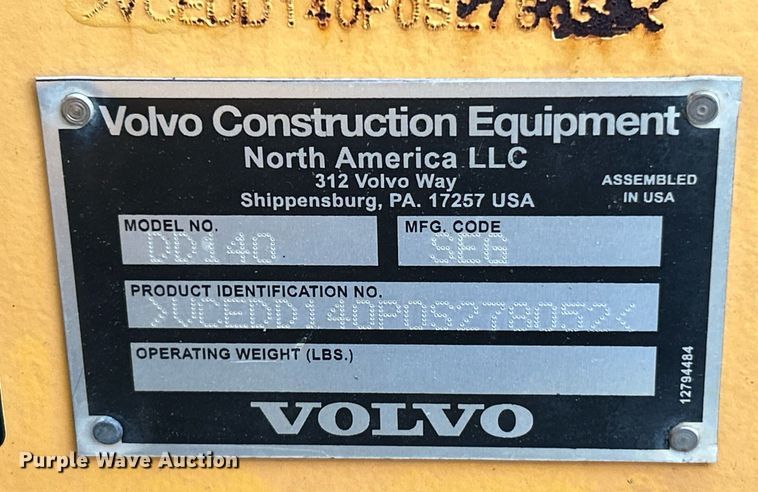 Volvo Construction Equipment
North America LLC
312 Volvo Way
Shippensburg, PA. 17257 USA
ASSEMBLED
IN USA
MODEL NO.
DD140
MFG. CODE
PRODUCT IDENTIFICATION NO.
>VCEDD140P0S278052<
OPERATING WEIGHT (LBS.)
12794484
VOLVO
Purple Wave Auction